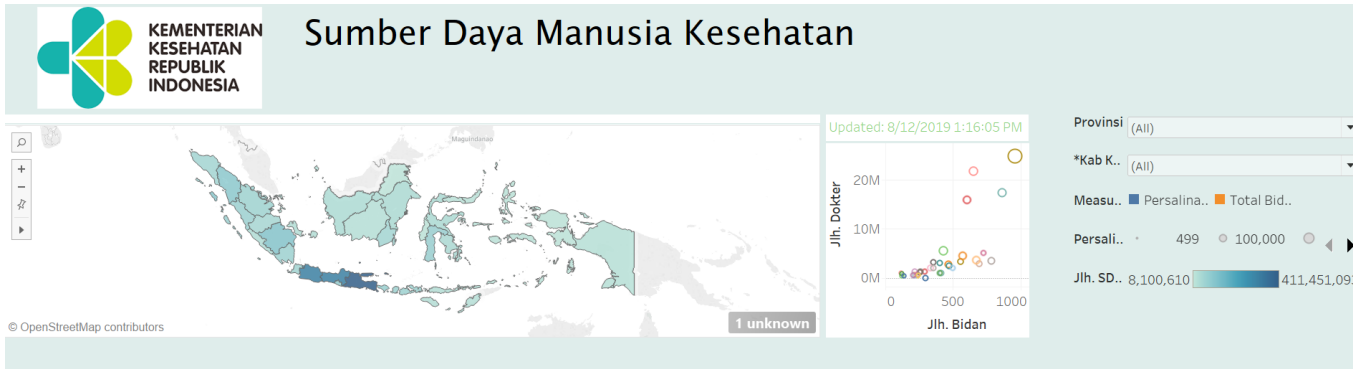 KEMENTERIAN
KESEHATAN
REPUBLIK
INDONESIA
Sumber Daya Manusia Kesehatan
Maguindanao
© OpenStreetMap contributors
1 unknown
Updated: 8/12/2019 1:16:05 PM
Jlh. Dokter
20M
10M
0M
0 500 1000
Jlh. Bidan
Provinsi (All)
*Kab K.. (All)
Measu.. Persalina.. Total Bid..
Persali.. 499 100,000
Jlh. SD.. 8,100,610 411,451,093